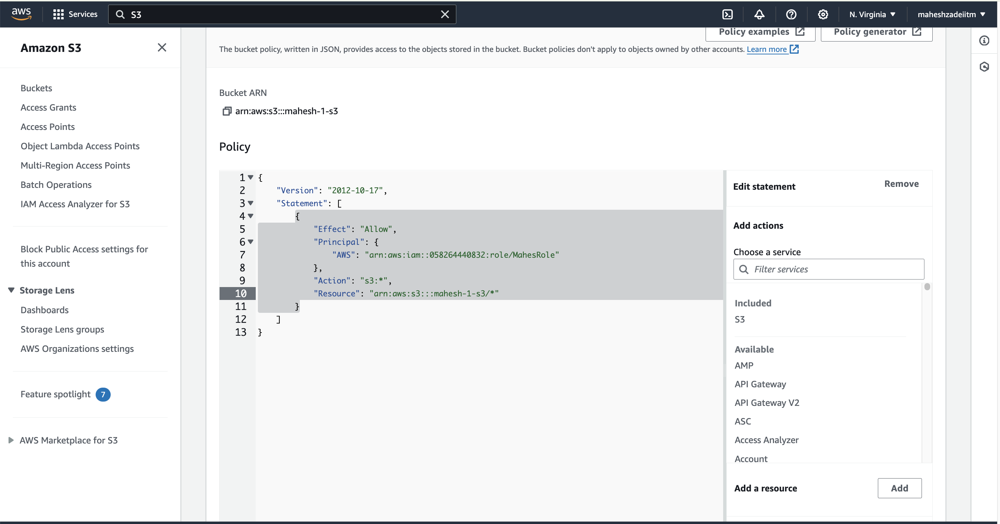 aws
Services
S3
N. Virginia
maheshzadeiitm
Amazon S3
Buckets
Access Grants
Access Points
Object Lambda Access Points
Multi-Region Access Points
Batch Operations
IAM Access Analyzer for S3
Block Public Access settings for
this account
Storage Lens
Dashboards
Storage Lens groups
AWS Organizations settings
Feature spotlight 7
AWS Marketplace for S3
Policy examples
Policy generator
The bucket policy, written in JSON, provides access to the objects stored in the bucket. Bucket policies don't apply to objects owned by other accounts. Learn more
Bucket ARN
arn:aws:s3:::mahesh-1-s3
Policy
1 {
2 "Version": "2012-10-17",
3 "Statement": [
4 {
5 "Effect": "Allow",
6 "Principal": {
7 "AWS": "arn:aws:iam::058264440832:role/MahesRole"
8 },
9 "Action": "s3:*",
10 "Resource": "arn:aws:s3:::mahesh-1-s3/*"
11 }
12 ]
13 }
Edit statement
Remove
Add actions
Choose a service
Filter services
Included
S3
Available
AMP
API Gateway
API Gateway V2
ASC
Access Analyzer
Account
Add a resource
Add